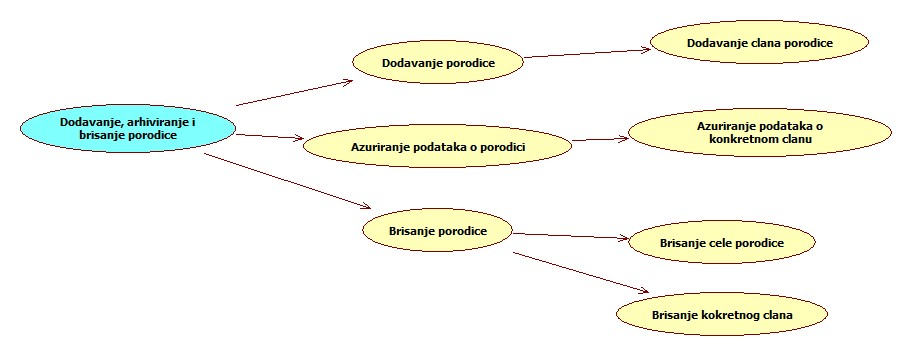 Dodavanje, arhiviranje i
brisanje porodice
Dodavanje porodice
Dodavanje clana porodice
Azuriranje podataka o porodici
Azuriranje podataka o
konkretnom clanu
Brisanje porodice
Brisanje cele porodice
Brisanje kokretnog clana